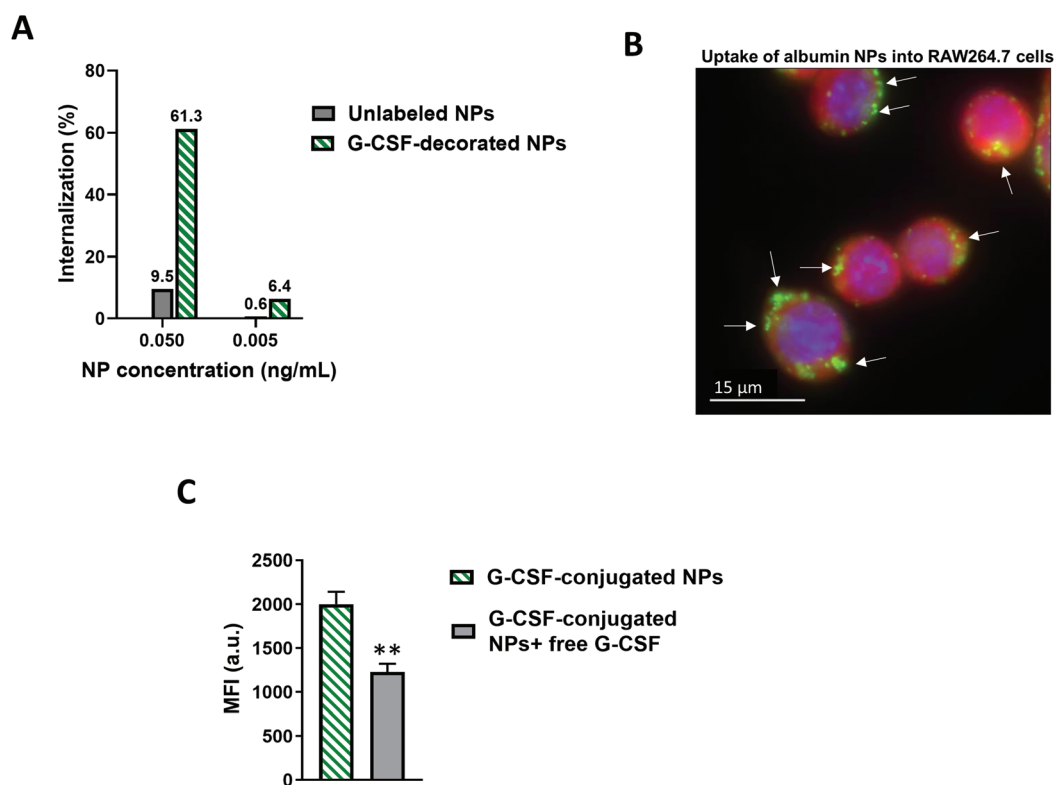 A
80
60
40
20
0
Internalization (%)
61.3
9.5
6.4
0.6
0.050
0.005
NP concentration (ng/mL)
Unlabeled NPs
G-CSF-decorated NPs
B
Uptake of albumin NPs into RAW264.7 cells
15 µm
C
2500
2000
1500
1000
500
0
MFI (a.u.)
**
G-CSF-conjugated NPs
G-CSF-conjugated
NPs+ free G-CSF